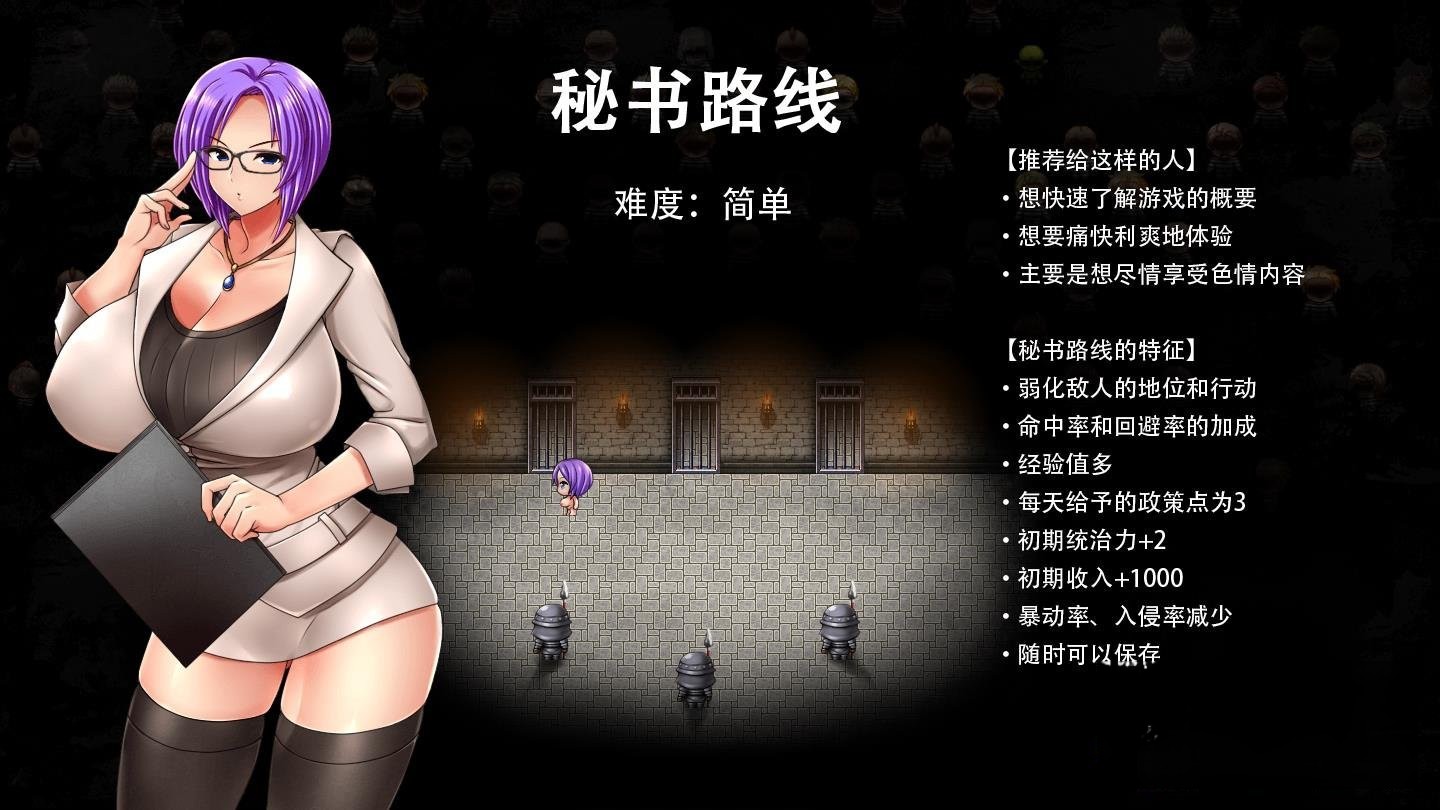 秘书路线
难度：简单
【推荐给这样的人】
・想快速了解游戏的概要
・想要痛快利爽地体验
・主要是想尽情享受色情内容
【秘书路线的特征】
・弱化敌人的地位和行动
・命中率和回避率的加成
・经验值多
・每天给予的政策点为3
・初期统治力+2
・初期收入+1000
・暴动率、入侵率减少
・随时可以保存